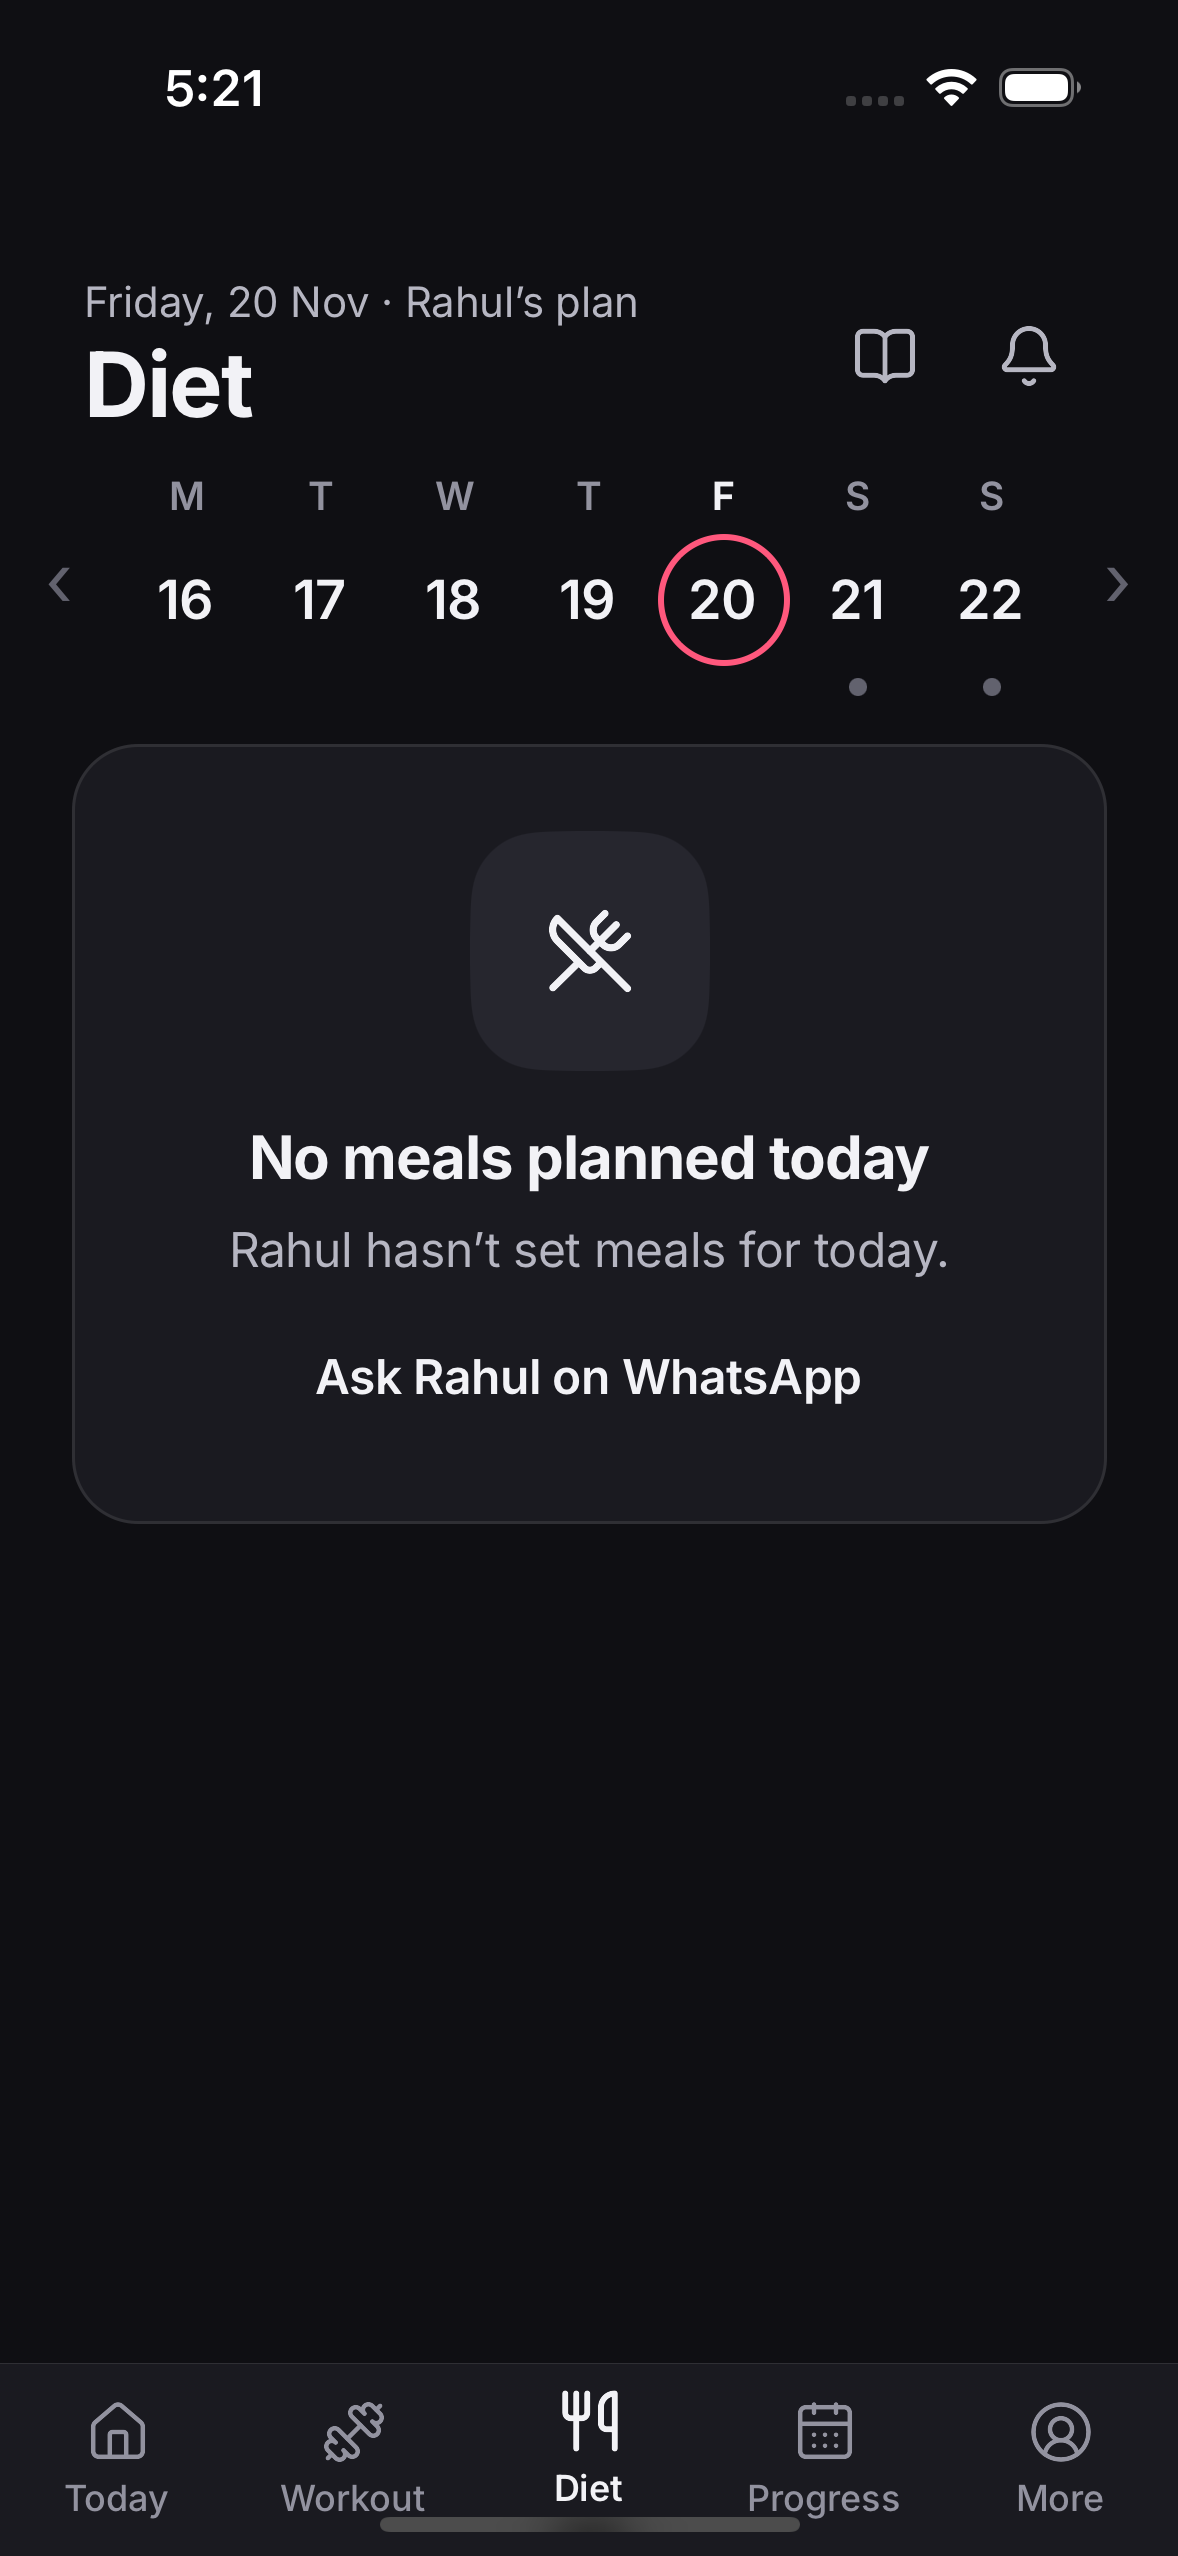 5:21
Friday, 20 Nov · Rahul’s plan
Diet
M T W T F S S
‹ 16 17 18 19 20 21 22 ›
No meals planned today
Rahul hasn’t set meals for today.
Ask Rahul on WhatsApp
Today Workout Diet Progress More